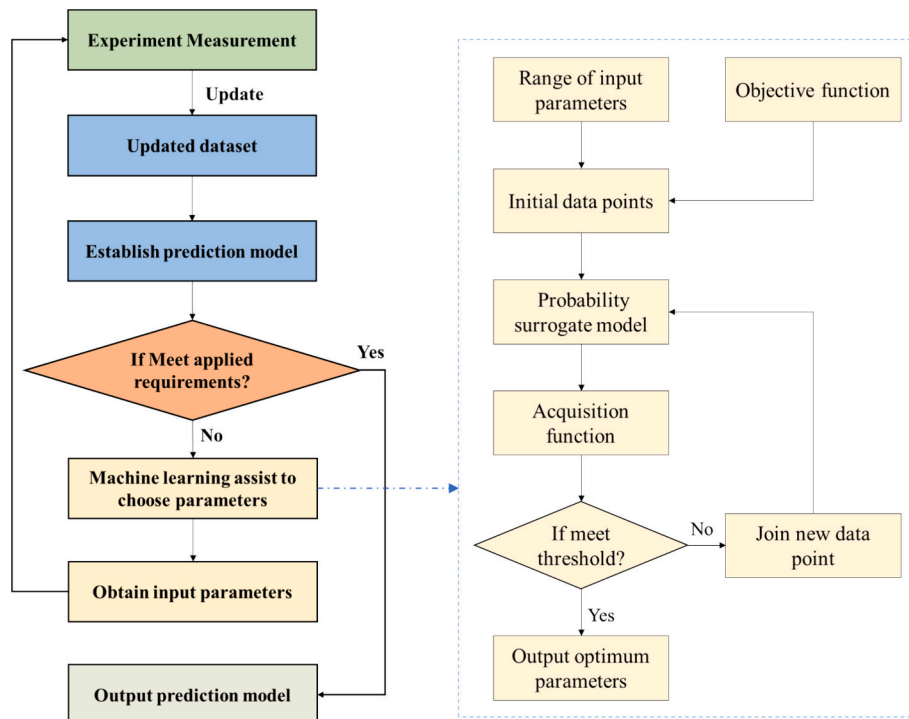 Experiment Measurement
Update
Updated dataset
Establish prediction model
If Meet applied
requirements?
Yes
No
Machine learning assist to
choose parameters
Obtain input parameters
Output prediction model
Range of input
parameters
Objective function
Initial data points
Probability
surrogate model
Acquisition
function
If meet
threshold?
No
Join new data
point
Yes
Output optimum
parameters